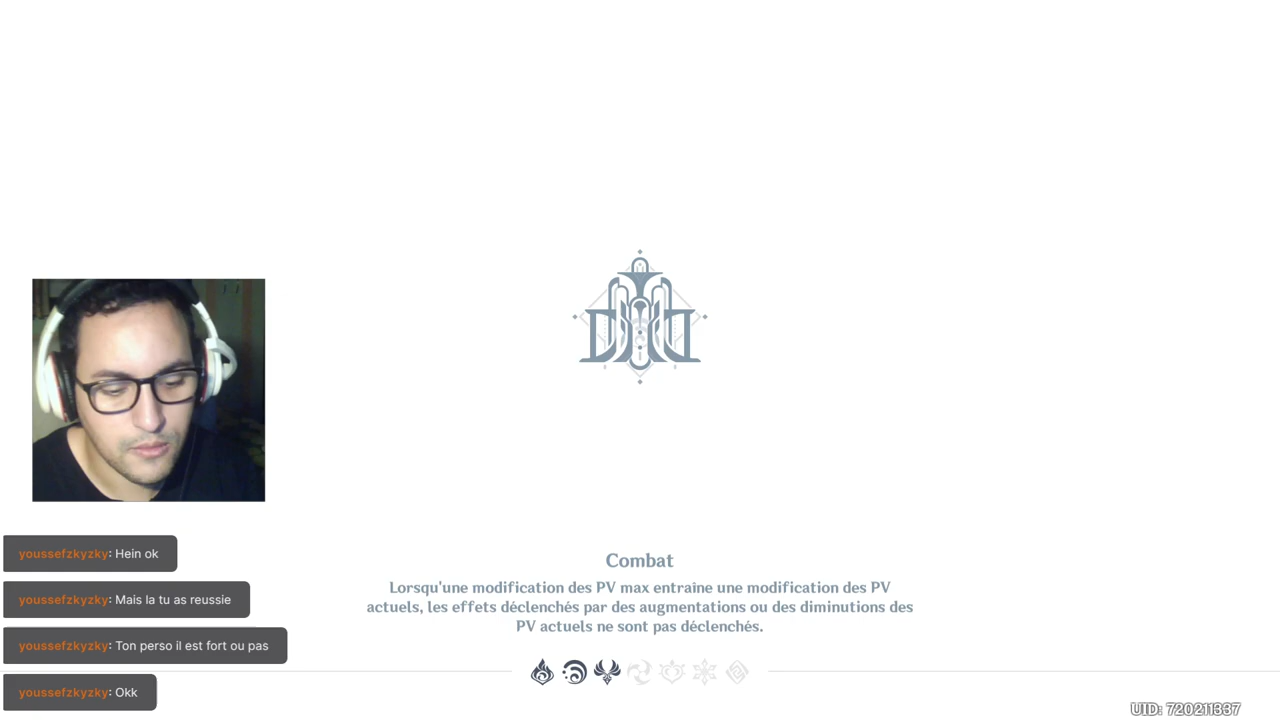 youssefzkyzky: Hein ok
youssefzkyzky: Mais la tu as reussie
youssefzkyzky: Ton perso il est fort ou pas
youssefzkyzky: Okk
Combat
Lorsqu'une modification des PV max entraîne une modification des PV
actuels, les effets déclenchés par des augmentations ou des diminutions des
PV actuels ne sont pas déclenchés.
UID: 720211337